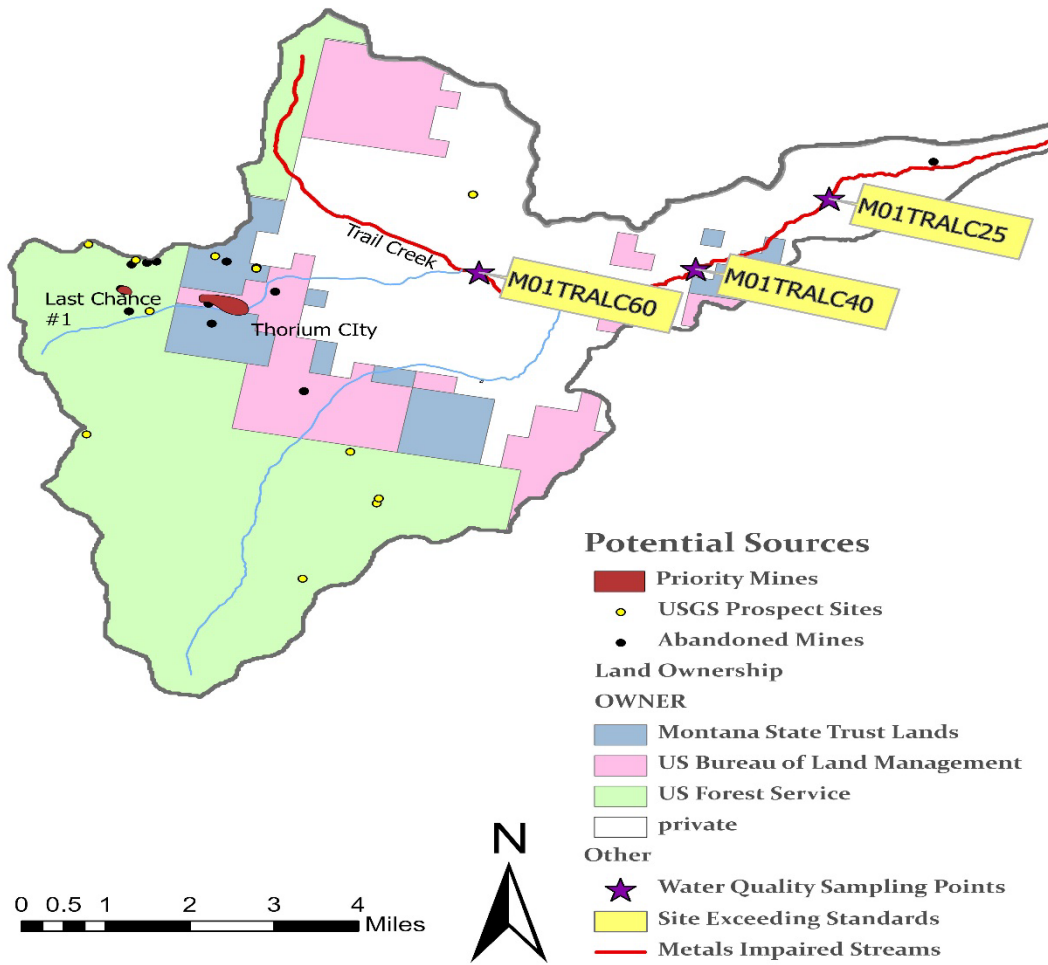 M01TRALC25
Trail Creek
M01TRALC60
M01TRALC40
Last Chance
#1
Thorium CIty
Potential Sources
Priority Mines
USGS Prospect Sites
Abandoned Mines
Land Ownership
OWNER
Montana State Trust Lands
US Bureau of Land Management
US Forest Service
private
Other
Water Quality Sampling Points
Site Exceeding Standards
Metals Impaired Streams
N
0 0.5 1 2 3 4
Miles